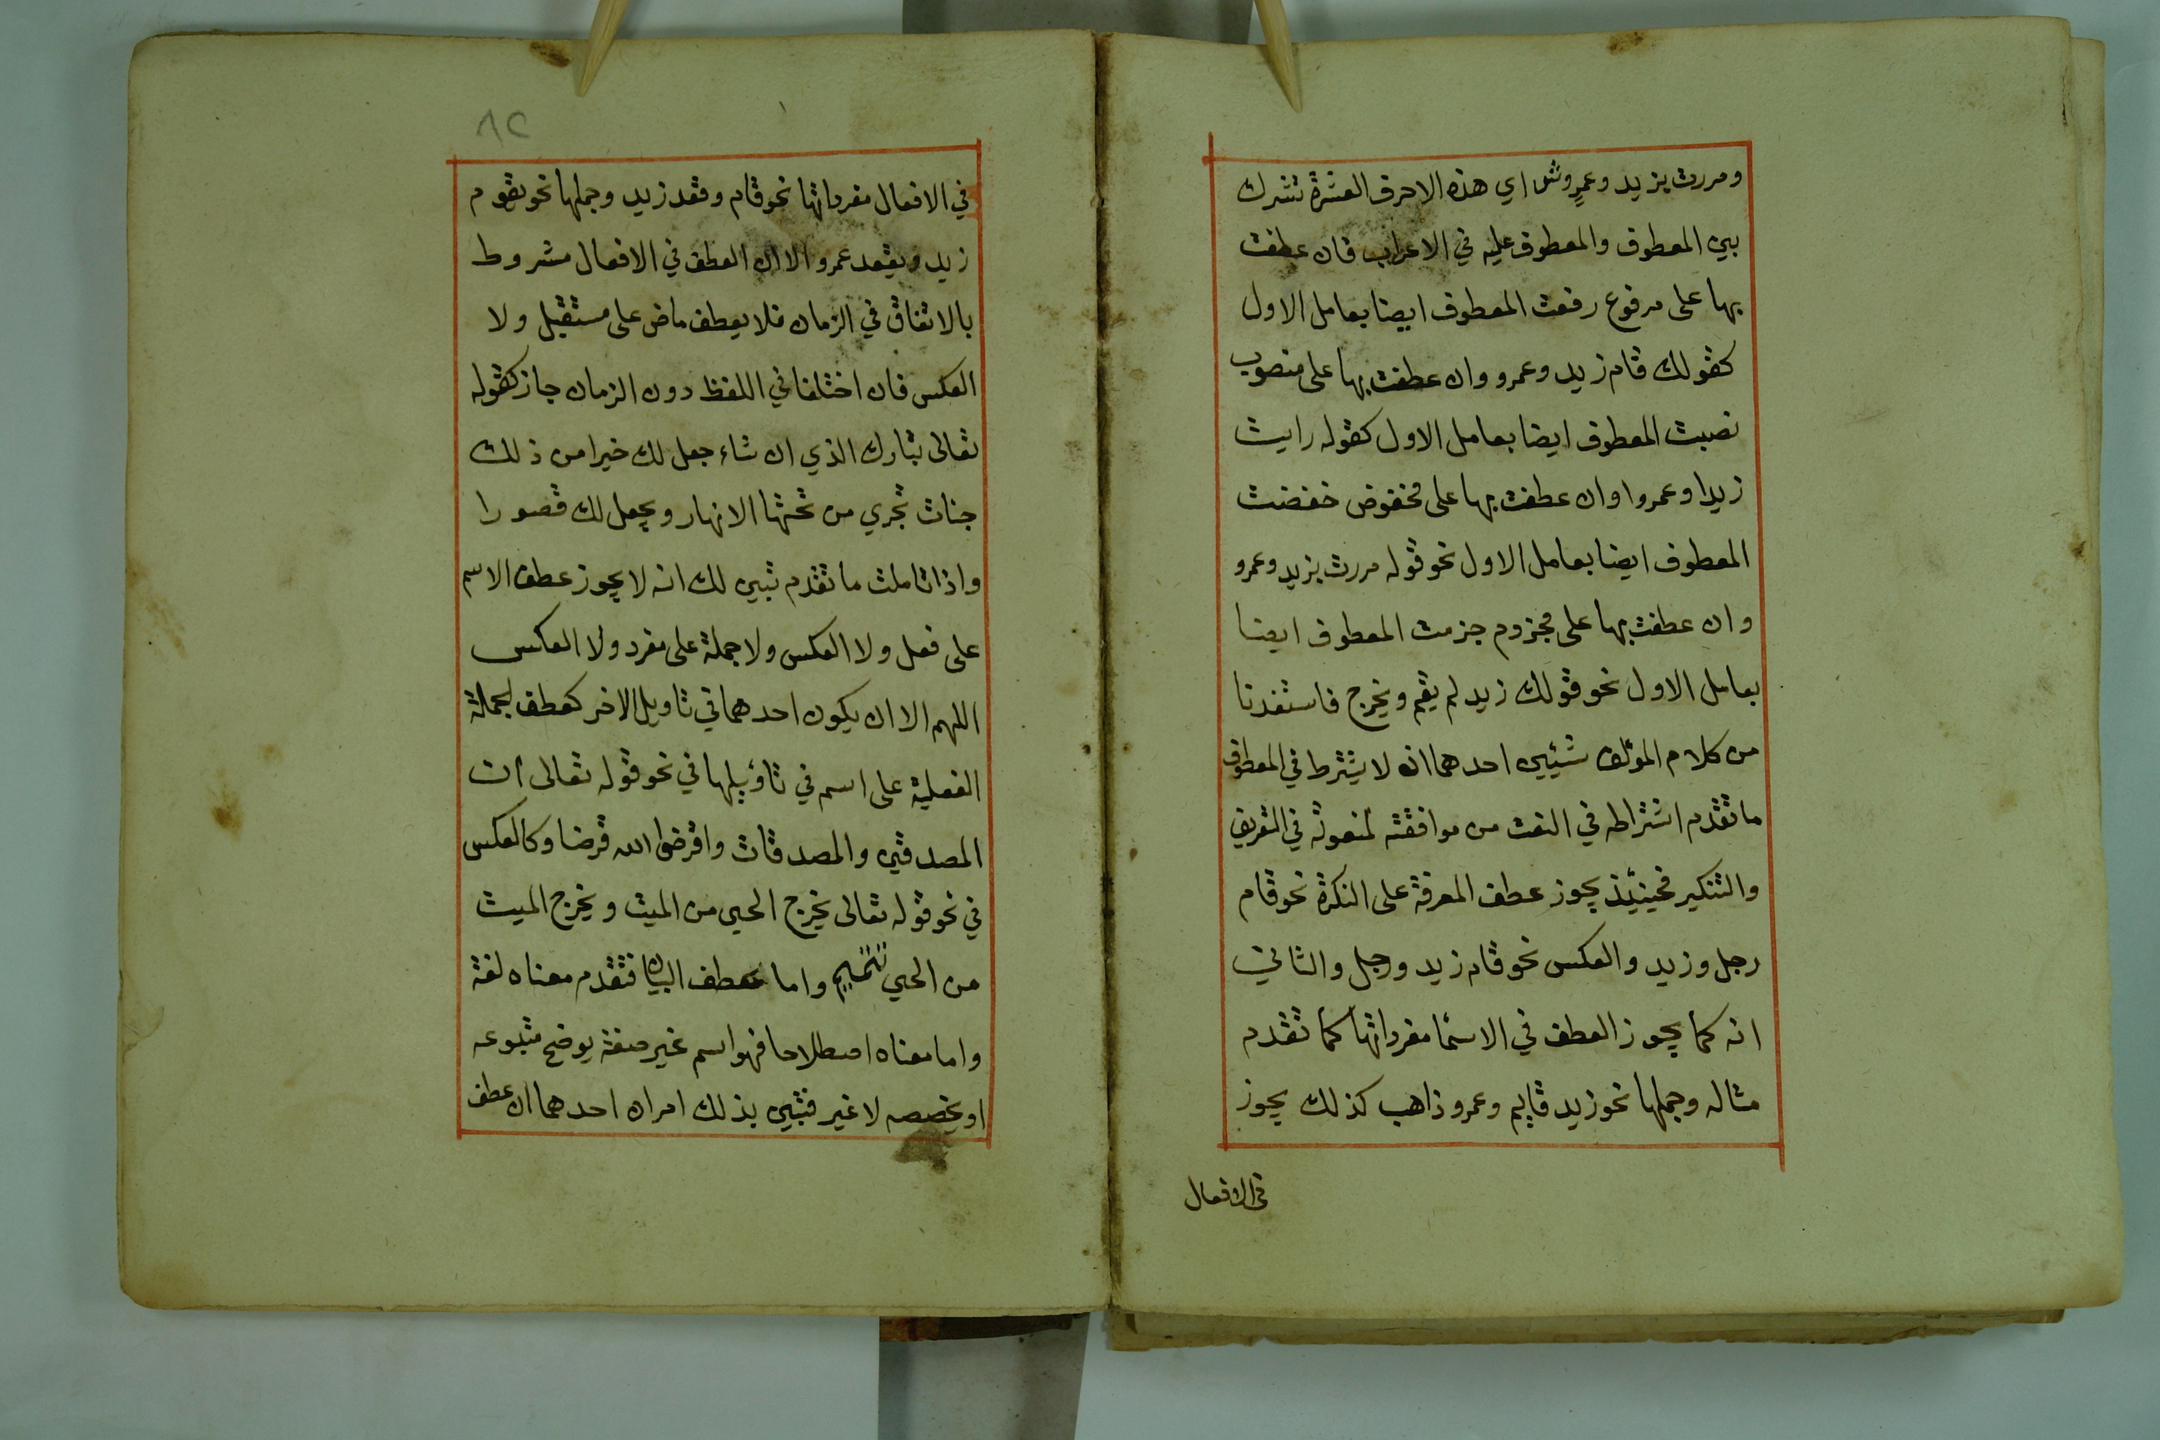 ومررت بزيد وعمرٍو ش اي هذه الاحرف العشرة تشرك
بين المعطوف والمعطوف عليه في الاعراب فان عطفت
بها على مرفوع رفعت المعطوف ايضا بعامل الاول
كقولك قام زيد وعمرو وان عطفت بها على منصوب
نصبت المعطوف ايضا بعامل الاول كقوله رايت
زيدا وعمروا وان عطفت بها على مخفوض خفضت
المعطوف ايضا بعامل الاول نحو قوله مررت بزيد وعمرو
وان عطفت بها على مجزوم جزمت المعطوف ايضا
بعامل الاول نحو قولك زيد لم يقم ويخرج فاستفدنا
من كلام المؤلف شيئين احدهما انه لا يشترط في المعطوف
ما تقدم اشتراطه في النعت من موافقته لمنعوته في التعريف
والتنكير فحينئذ يجوز عطف المعرفة على النكرة نحو قام
رجل وزيد والعكس نحو قام زيد ورجل والثاني
انه كما يجوز العطف في الاسما مفرداتها كما تقدم
مثاله وجملها نحو زيد قايم وعمرو ذاهب كذلك يجوز
في الافعال
٨٢
في الافعال مفرداتها نحو قام وقعد زيد وجملها نحو يقوم
زيد ويقعد عمرو الا ان العطف في الافعال مشروط
بالاتفاق في الزمان فلا يعطف ماض على مستقبل ولا
العكس فان اختلفا في اللفظ دون الزمان جاز كقوله
تعالى تبارك الذي ان شاء جعل لك خيرا من ذلك
جنات تجري من تحتها الانهار ويجعل لك قصورا
واذا تاملت ما تقدم تبين لك انه لا يجوز عطف الاسم
على فعل ولا العكس ولا جملة على مفرد ولا العكس
اللهم الا ان يكون احدهما في تاويل الاخر كعطف الجملة
الفعلية على اسم في تاويلها في نحو قوله تعالى ان
المصدقين والمصدقات واقرضوا الله قرضا وكالعكس
في نحو قوله تعالى يخرج الحي من الميت ويخرج الميت
من الحي تتميم واما عطف البيان فتقدم معناه لغة
واما معناه اصطلاحا فهو اسم غير صفة يوضح متبوعه
او يخصصه لا غير فتبين بذلك امران احدهما ان عطف